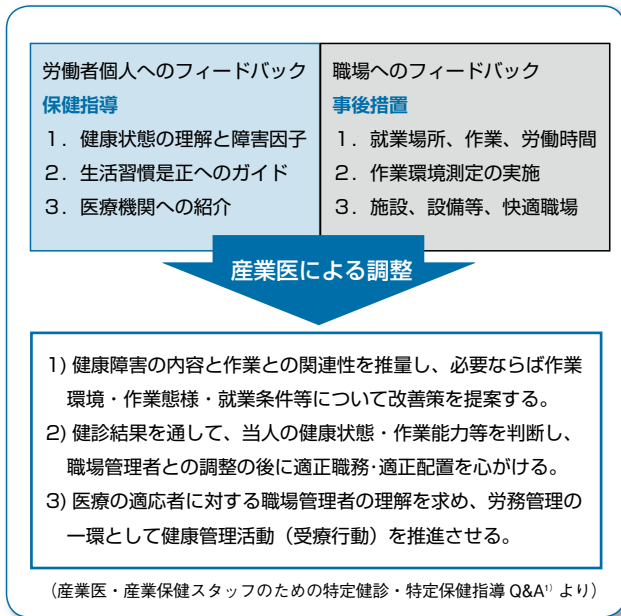 労働者個人へのフィードバック
保健指導
１．健康状態の理解と障害因子
２．生活習慣是正へのガイド
３．医療機関への紹介
職場へのフィードバック
事後措置
１．就業場所、作業、労働時間
２．作業環境測定の実施
３．施設、設備等、快適職場
産業医による調整
1) 健康障害の内容と作業との関連性を推量し、必要ならば作業
環境・作業態様・就業条件等について改善策を提案する。
2) 健診結果を通して、当人の健康状態・作業能力等を判断し、
職場管理者との調整の後に適正職務・適正配置を心がける。
3) 医療の適応者に対する職場管理者の理解を求め、労務管理の
一環として健康管理活動（受療行動）を推進させる。
（産業医・産業保健スタッフのための特定健診・特定保健指導 Q&A¹⁾ より）